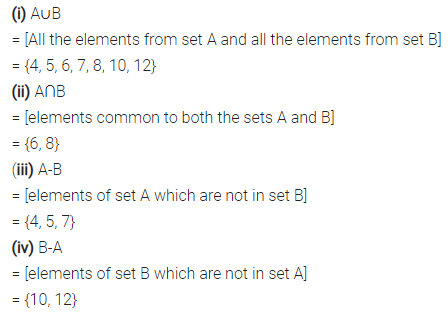 (i) A∪B
= [All the elements from set A and all the elements from set B]
= {4, 5, 6, 7, 8, 10, 12}
(ii) A∩B
= [elements common to both the sets A and B]
= {6, 8}
(iii) A-B
= [elements of set A which are not in set B]
= {4, 5, 7}
(iv) B-A
= [elements of set B which are not in set A]
= {10, 12}